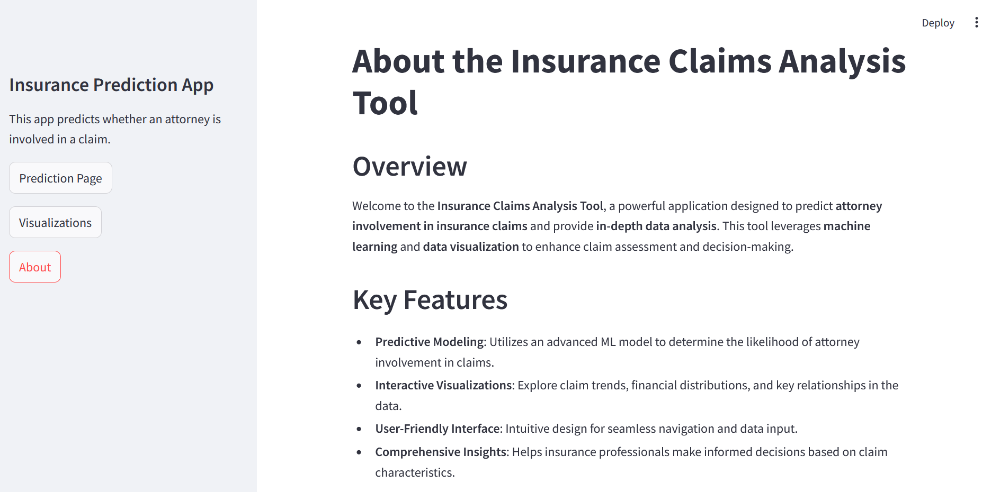 Deploy
Insurance Prediction App
This app predicts whether an attorney is
involved in a claim.
Prediction Page
Visualizations
About
About the Insurance Claims Analysis
Tool
Overview
Welcome to the Insurance Claims Analysis Tool, a powerful application designed to predict attorney
involvement in insurance claims and provide in-depth data analysis. This tool leverages machine
learning and data visualization to enhance claim assessment and decision-making.
Key Features
• Predictive Modeling: Utilizes an advanced ML model to determine the likelihood of attorney
involvement in claims.
• Interactive Visualizations: Explore claim trends, financial distributions, and key relationships in the
data.
• User-Friendly Interface: Intuitive design for seamless navigation and data input.
• Comprehensive Insights: Helps insurance professionals make informed decisions based on claim
characteristics.